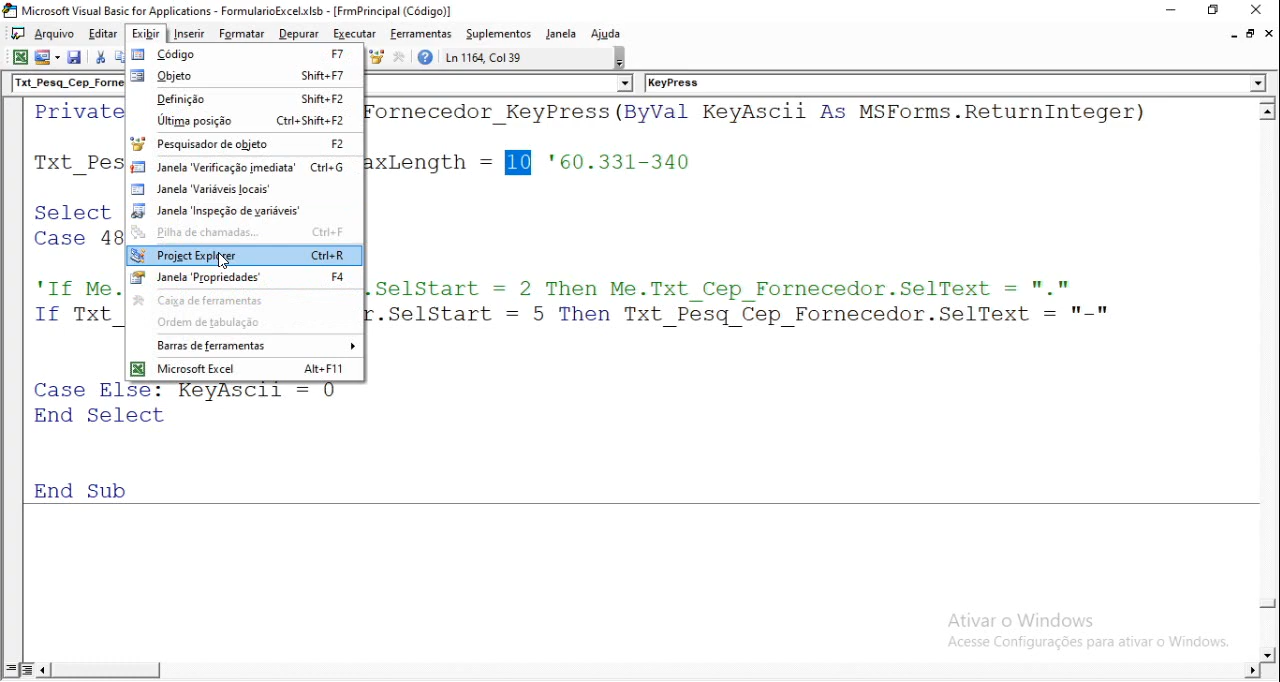 Microsoft Visual Basic for Applications - FormularioExcel.xlsb - [FrmPrincipal (Código)]
Arquivo Editar Exibir Inserir Formatar Depurar Executar Ferramentas Suplementos Janela Ajuda
Ln 1164, Col 39
Txt_Pesq_Cep_Forne
KeyPress
Código F7
Objeto Shift+F7
Definição Shift+F2
Última posição Ctrl+Shift+F2
Pesquisador de objeto F2
Janela 'Verificação imediata' Ctrl+G
Janela 'Variáveis locais'
Janela 'Inspeção de variáveis'
Pilha de chamadas... Ctrl+F
Project Explorer Ctrl+R
Janela 'Propriedades' F4
Caixa de ferramentas
Ordem de tabulação
Barras de ferramentas
Microsoft Excel Alt+F11
Private Fornecedor_KeyPress(ByVal KeyAscii As MSForms.ReturnInteger)
Txt_Pes axLength = 10 '60.331-340
Select
Case 48
'If Me. .SelStart = 2 Then Me.Txt_Cep_Fornecedor.SelText = "."
If Txt_ r.SelStart = 5 Then Txt_Pesq_Cep_Fornecedor.SelText = "-"
Case Else: KeyAscii = 0
End Select
End Sub
Ativar o Windows
Acesse Configurações para ativar o Windows.